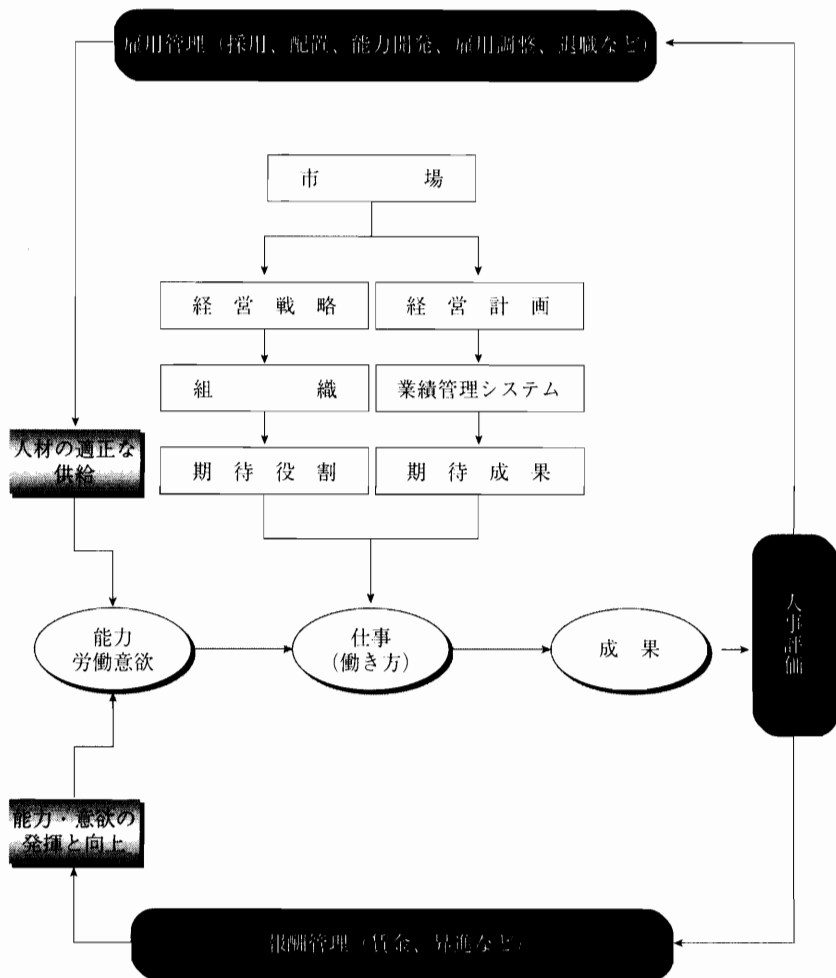 雇用管理（採用、配置、能力開発、雇用調整、退職など）
市場
経営戦略
経営計画
組織
業績管理システム
人材の適正な
供給
期待役割
期待成果
能力
労働意欲
仕事
(働き方)
成果
人事評価
能力・意欲の
発揮と向上
報酬管理（賃金、昇進など）